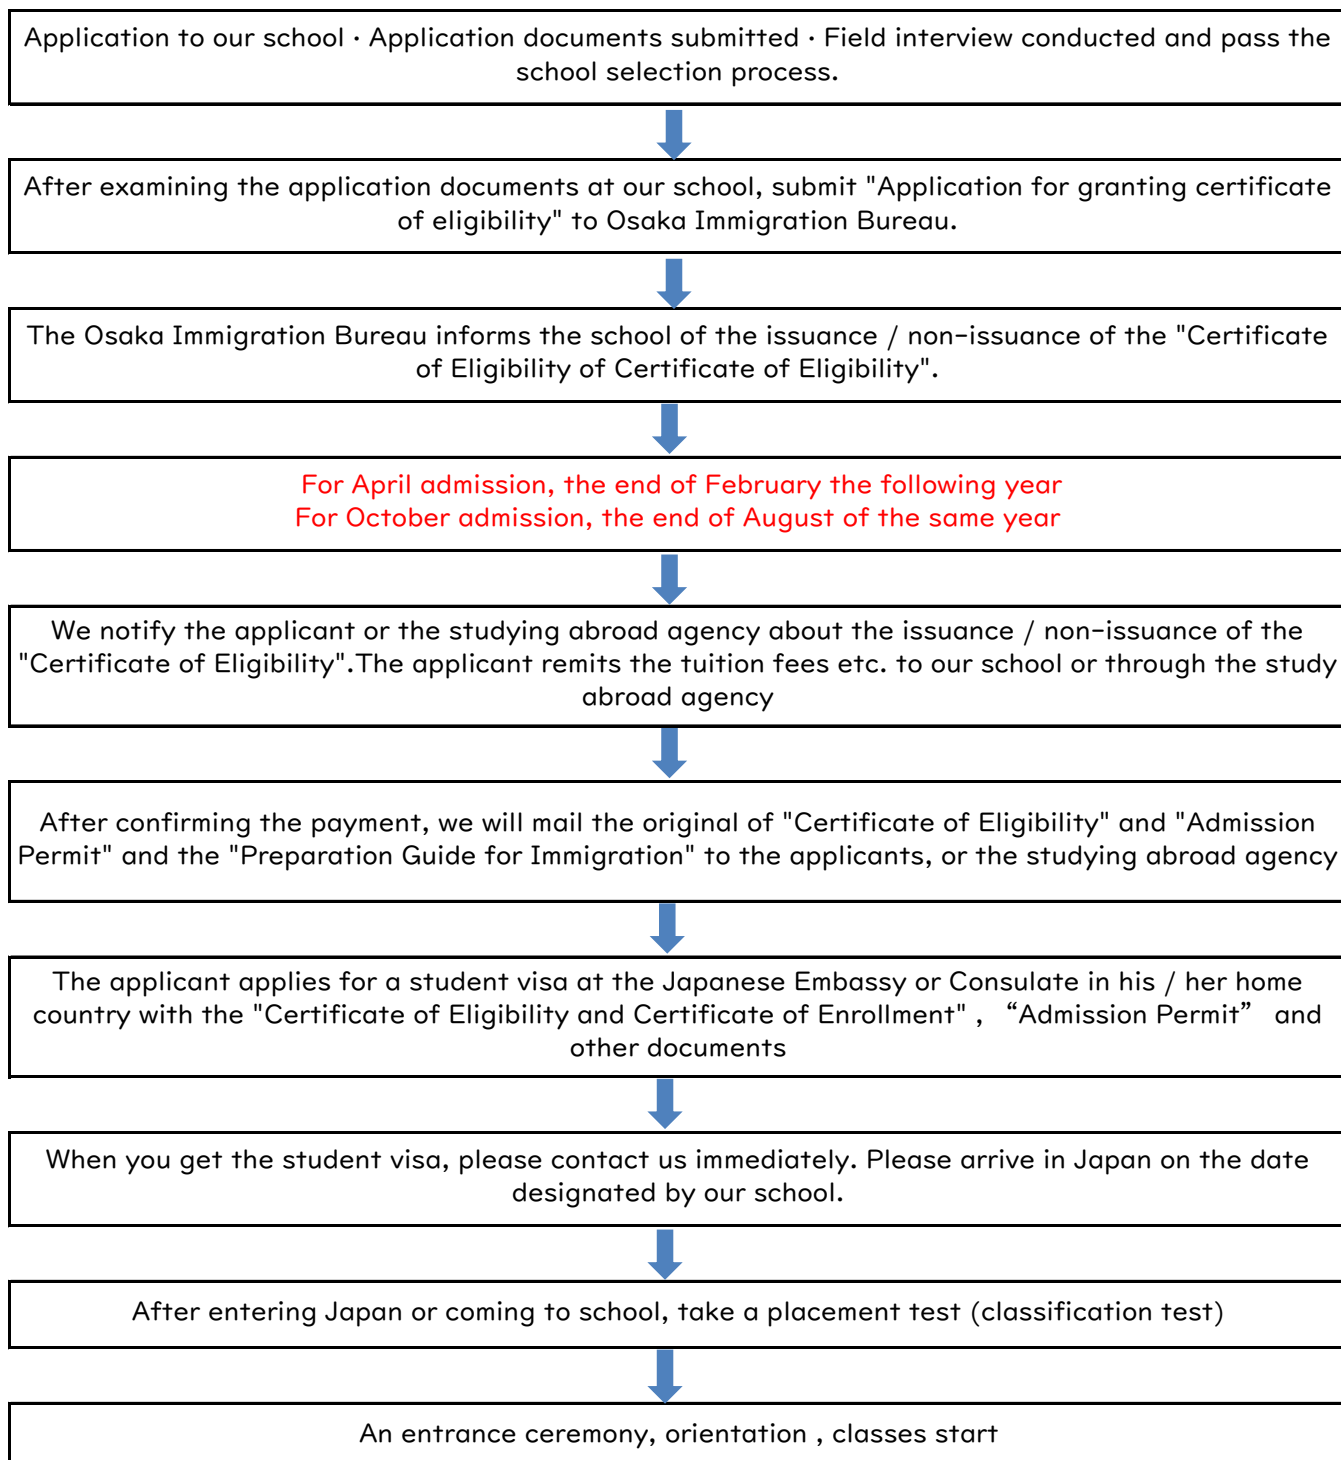 Application to our school · Application documents submitted · Field interview conducted and pass the
school selection process.
After examining the application documents at our school, submit "Application for granting certificate
of eligibility" to Osaka Immigration Bureau.
The Osaka Immigration Bureau informs the school of the issuance / non-issuance of the "Certificate
of Eligibility of Certificate of Eligibility".
For April admission, the end of February the following year
For October admission, the end of August of the same year
We notify the applicant or the studying abroad agency about the issuance / non-issuance of the
"Certificate of Eligibility".The applicant remits the tuition fees etc. to our school or through the study
abroad agency
After confirming the payment, we will mail the original of "Certificate of Eligibility" and "Admission
Permit" and the "Preparation Guide for Immigration" to the applicants, or the studying abroad agency
The applicant applies for a student visa at the Japanese Embassy or Consulate in his / her home
country with the "Certificate of Eligibility and Certificate of Enrollment" , “Admission Permit” and
other documents
When you get the student visa, please contact us immediately. Please arrive in Japan on the date
designated by our school.
After entering Japan or coming to school, take a placement test (classification test)
An entrance ceremony, orientation , classes start